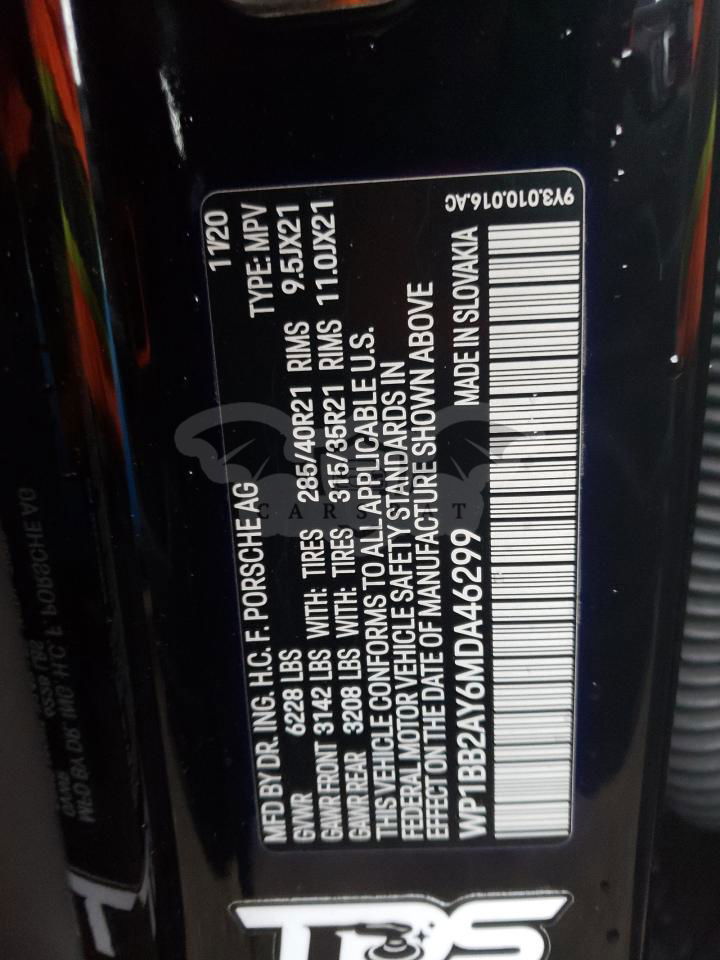 MFD BY DR. ING. H.C. F. PORSCHE AG 11/20
GVWR 6228 LBS TYPE: MPV
GAWR FRONT 3142 LBS WITH: TIRES 285/40R21 RIMS 9.5JX21
GAWR REAR 3208 LBS WITH: TIRES 315/35R21 RIMS 11.0JX21
THIS VEHICLE CONFORMS TO ALL APPLICABLE U.S.
FEDERAL MOTOR VEHICLE SAFETY STANDARDS IN
EFFECT ON THE DATE OF MANUFACTURE SHOWN ABOVE
WP1BB2AY6MDA46299 MADE IN SLOVAKIA
9Y3.010.016.AC
TDS